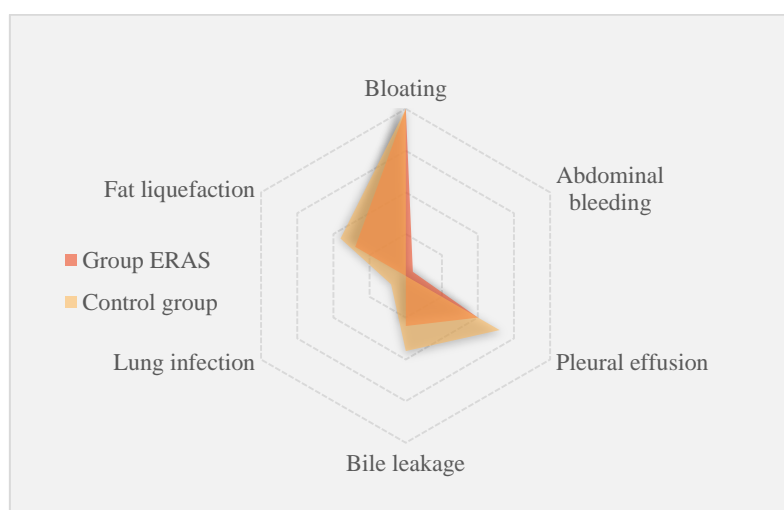 Bloating
Abdominal
bleeding
Fat liquefaction
Group ERAS
Control group
Lung infection
Pleural effusion
Bile leakage